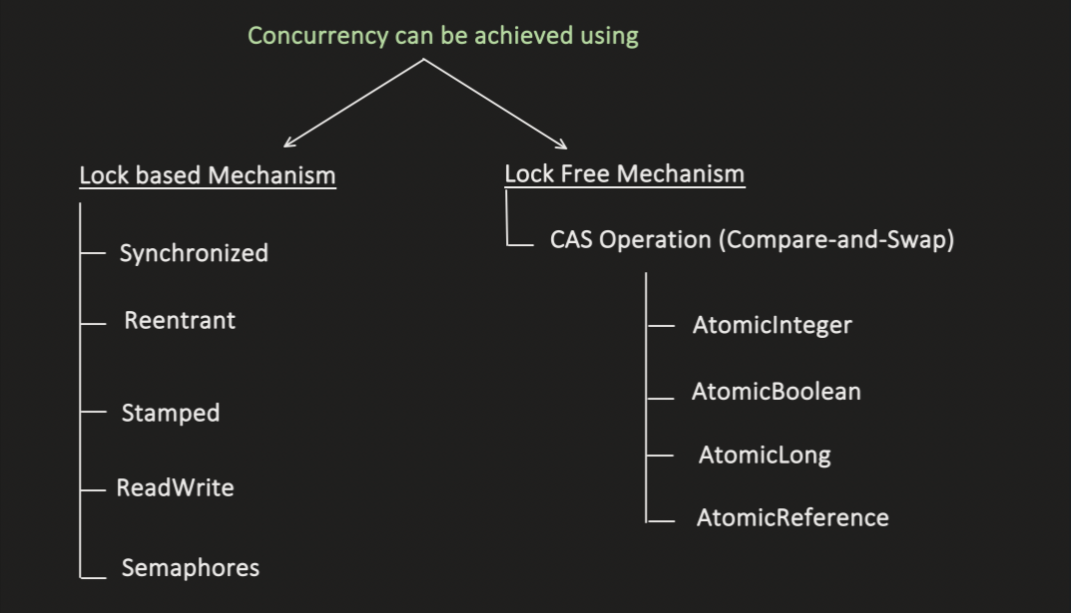 Concurrency can be achieved using
Lock based Mechanism
Synchronized
Reentrant
Stamped
ReadWrite
Semaphores
Lock Free Mechanism
CAS Operation (Compare-and-Swap)
AtomicInteger
AtomicBoolean
AtomicLong
AtomicReference